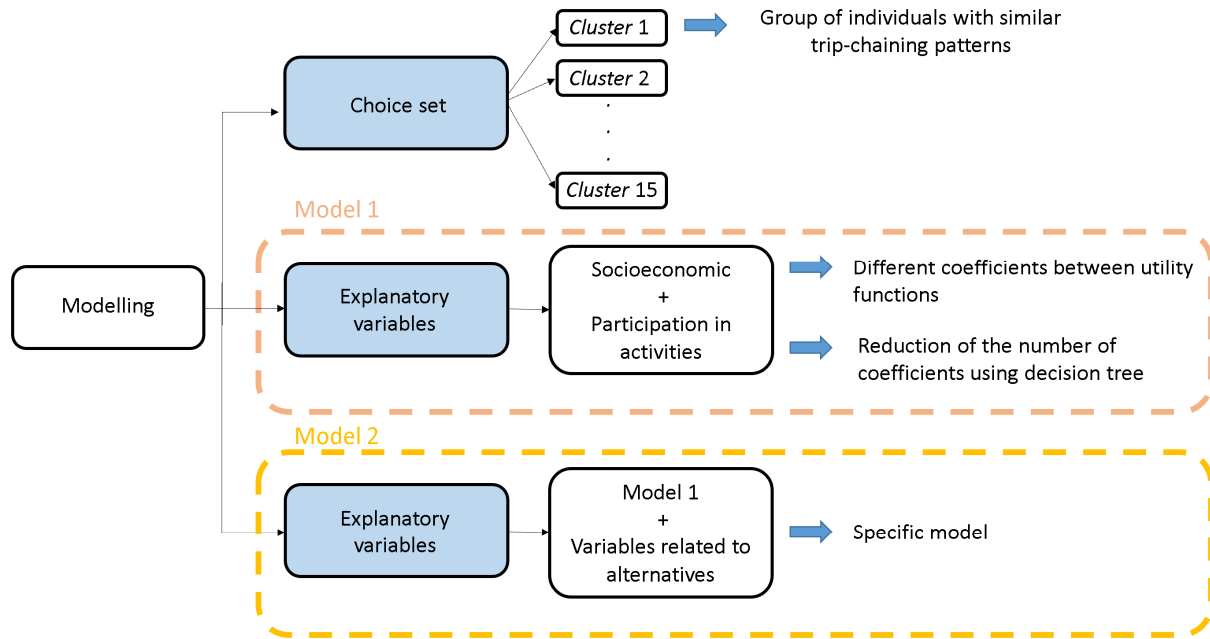 Modelling
Choice set
Cluster 1
Group of individuals with similar
trip-chaining patterns
Cluster 2
.
.
.
Cluster 15
Model 1
Explanatory
variables
Socioeconomic
+
Participation in
activities
Different coefficients between utility
functions
Reduction of the number of
coefficients using decision tree
Model 2
Explanatory
variables
Model 1
+
Variables related to
alternatives
Specific model